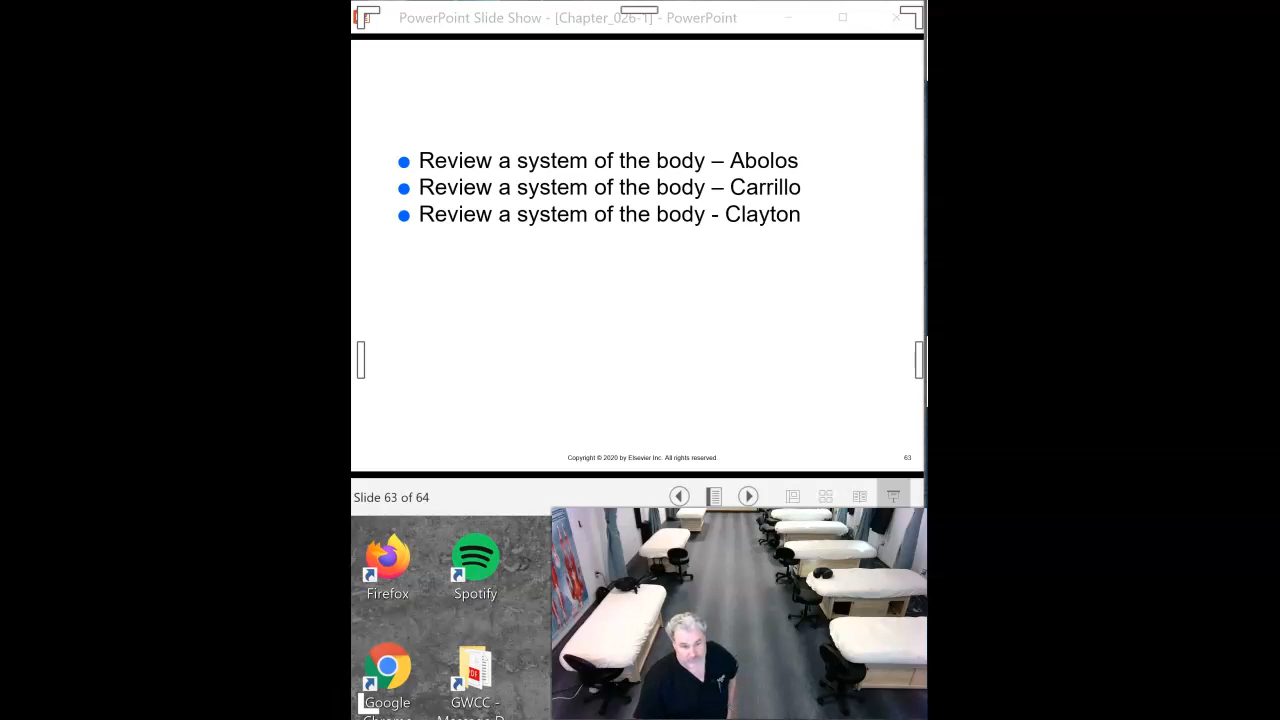 PowerPoint Slide Show - [Chapter_026-1] - PowerPoint
Review a system of the body – Abolos
Review a system of the body – Carrillo
Review a system of the body - Clayton
Copyright © 2020 by Elsevier Inc. All rights reserved
63
Slide 63 of 64
Firefox
Spotify
Google
GWCC -